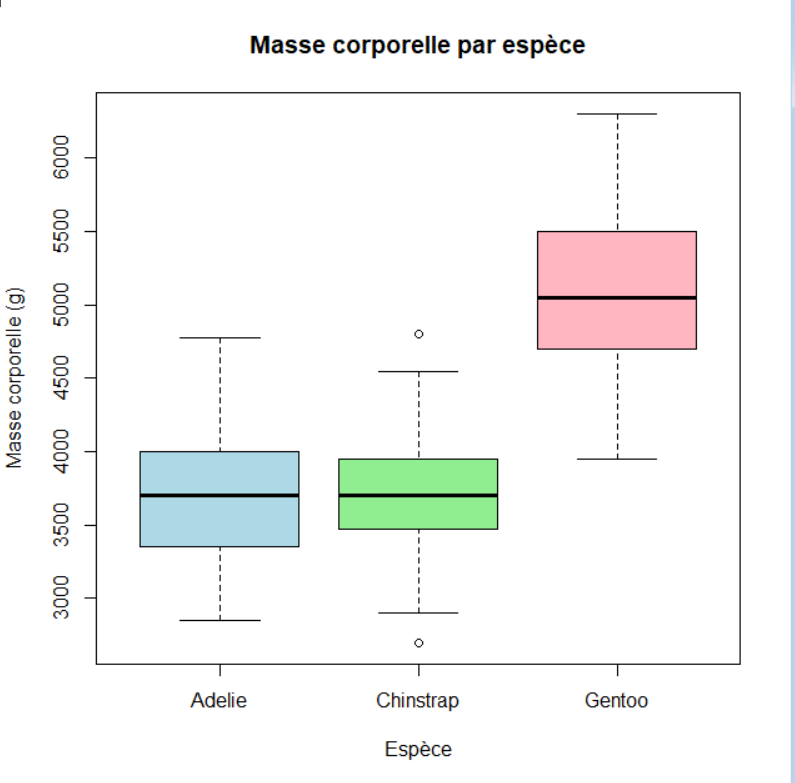 Masse corporelle par espèce
Masse corporelle (g)
6000
5500
5000
4500
4000
3500
3000
Adelie
Chinstrap
Gentoo
Espèce